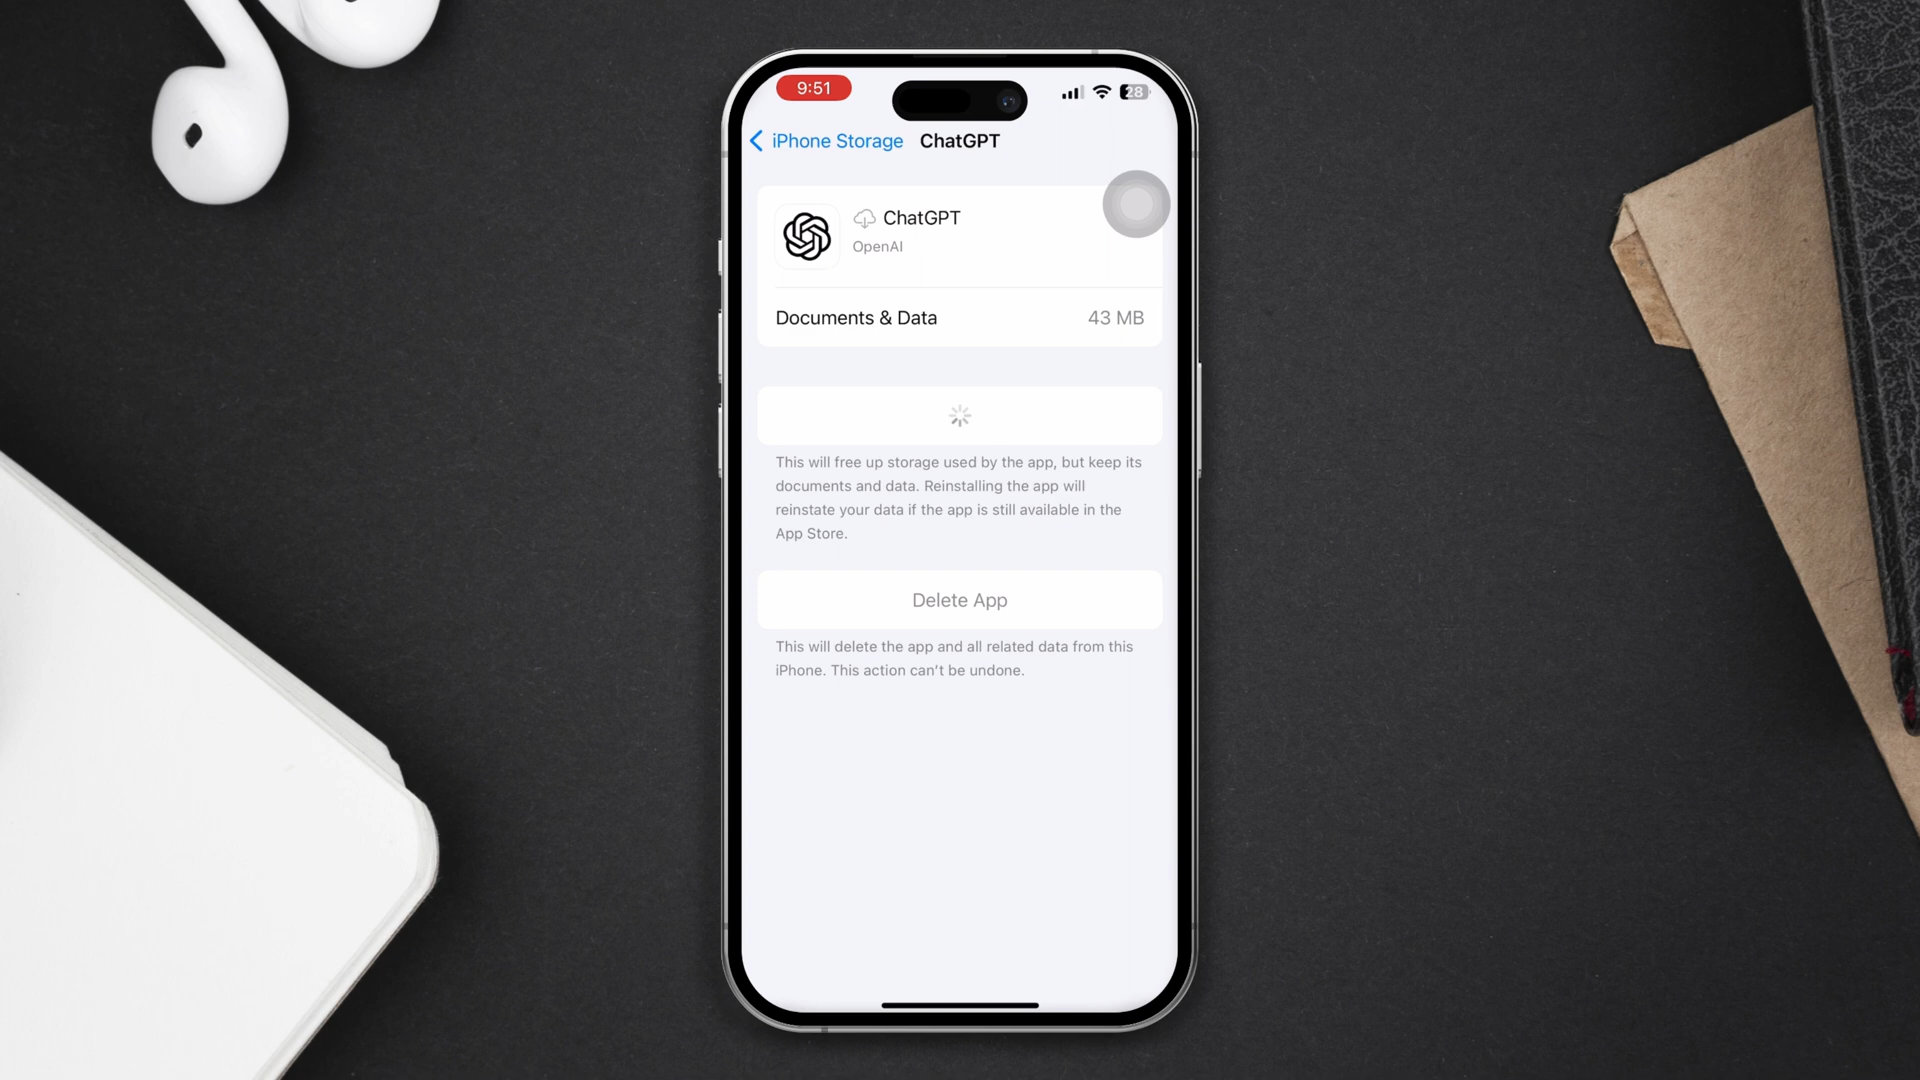 9:51
28
iPhone Storage ChatGPT
ChatGPT
OpenAI
Documents & Data 43 MB
This will free up storage used by the app, but keep its
documents and data. Reinstalling the app will
reinstate your data if the app is still available in the
App Store.
Delete App
This will delete the app and all related data from this
iPhone. This action can't be undone.